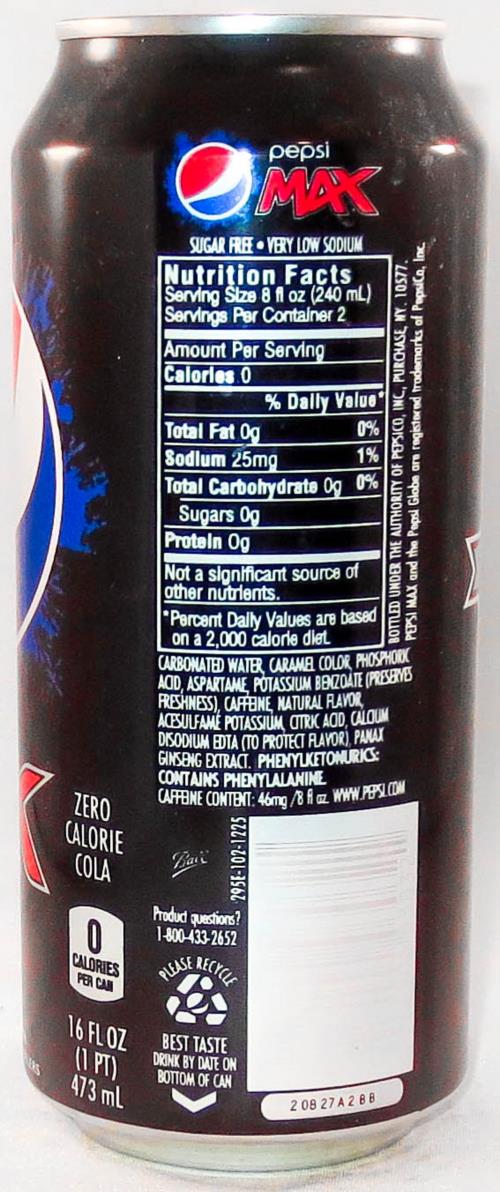 pepsi
MAX
SUGAR FREE • VERY LOW SODIUM
Nutrition Facts
Serving Size 8 fl oz (240 mL)
Servings Per Container 2
Amount Per Serving
Calories 0
% Daily Value*
Total Fat 0g 0%
Sodium 25mg 1%
Total Carbohydrate 0g 0%
Sugars 0g
Protein 0g
Not a significant source of
other nutrients.
*Percent Daily Values are based
on a 2,000 calorie diet.
BOTTLED UNDER THE AUTHORITY OF PEPSICO, INC., PURCHASE, NY. 10577.
PEPSI MAX and the Pepsi Globe are registered trademarks of PepsiCo, Inc.
CARBONATED WATER, CARAMEL COLOR, PHOSPHORIC
ACID, ASPARTAME, POTASSIUM BENZOATE (PRESERVES
FRESHNESS), CAFFEINE, NATURAL FLAVOR,
ACESULFAME POTASSIUM, CITRIC ACID, CALCIUM
DISODIUM EDTA (TO PROTECT FLAVOR), PANAX
GINSENG EXTRACT. PHENYLKETONURICS:
CONTAINS PHENYLALANINE.
CAFFEINE CONTENT: 46mg /8 fl oz. WWW.PEPSI.COM
ZERO
CALORIE
COLA
0
CALORIES
PER CAN
16 FL OZ
(1 PT)
473 mL
Ball
295E-102-1225
Product questions?
1-800-433-2652
PLEASE RECYCLE
BEST TASTE
DRINK BY DATE ON
BOTTOM OF CAN
20827A2BB